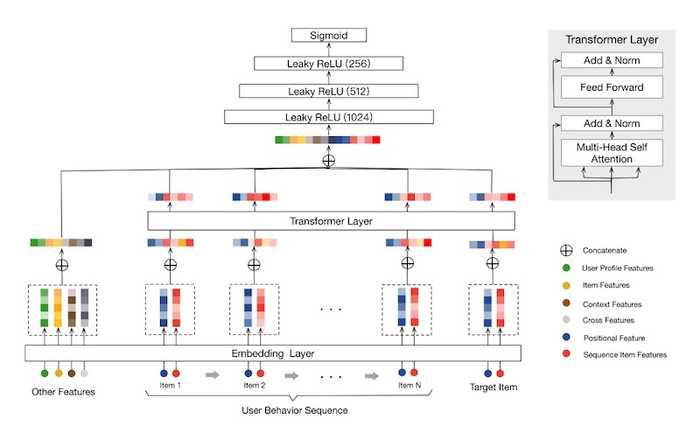 Sigmoid
Leaky ReLU (256)
Leaky ReLU (512)
Leaky ReLU (1024)
Transformer Layer
Embedding Layer
Other Features
Item 1
Item 2
. . .
Item N
Target Item
User Behavior Sequence
Transformer Layer
Add & Norm
Feed Forward
Add & Norm
Multi-Head Self
Attention
Concatenate
User Profile Features
Item Features
Context Features
Cross Features
Positional Feature
Sequence Item Features